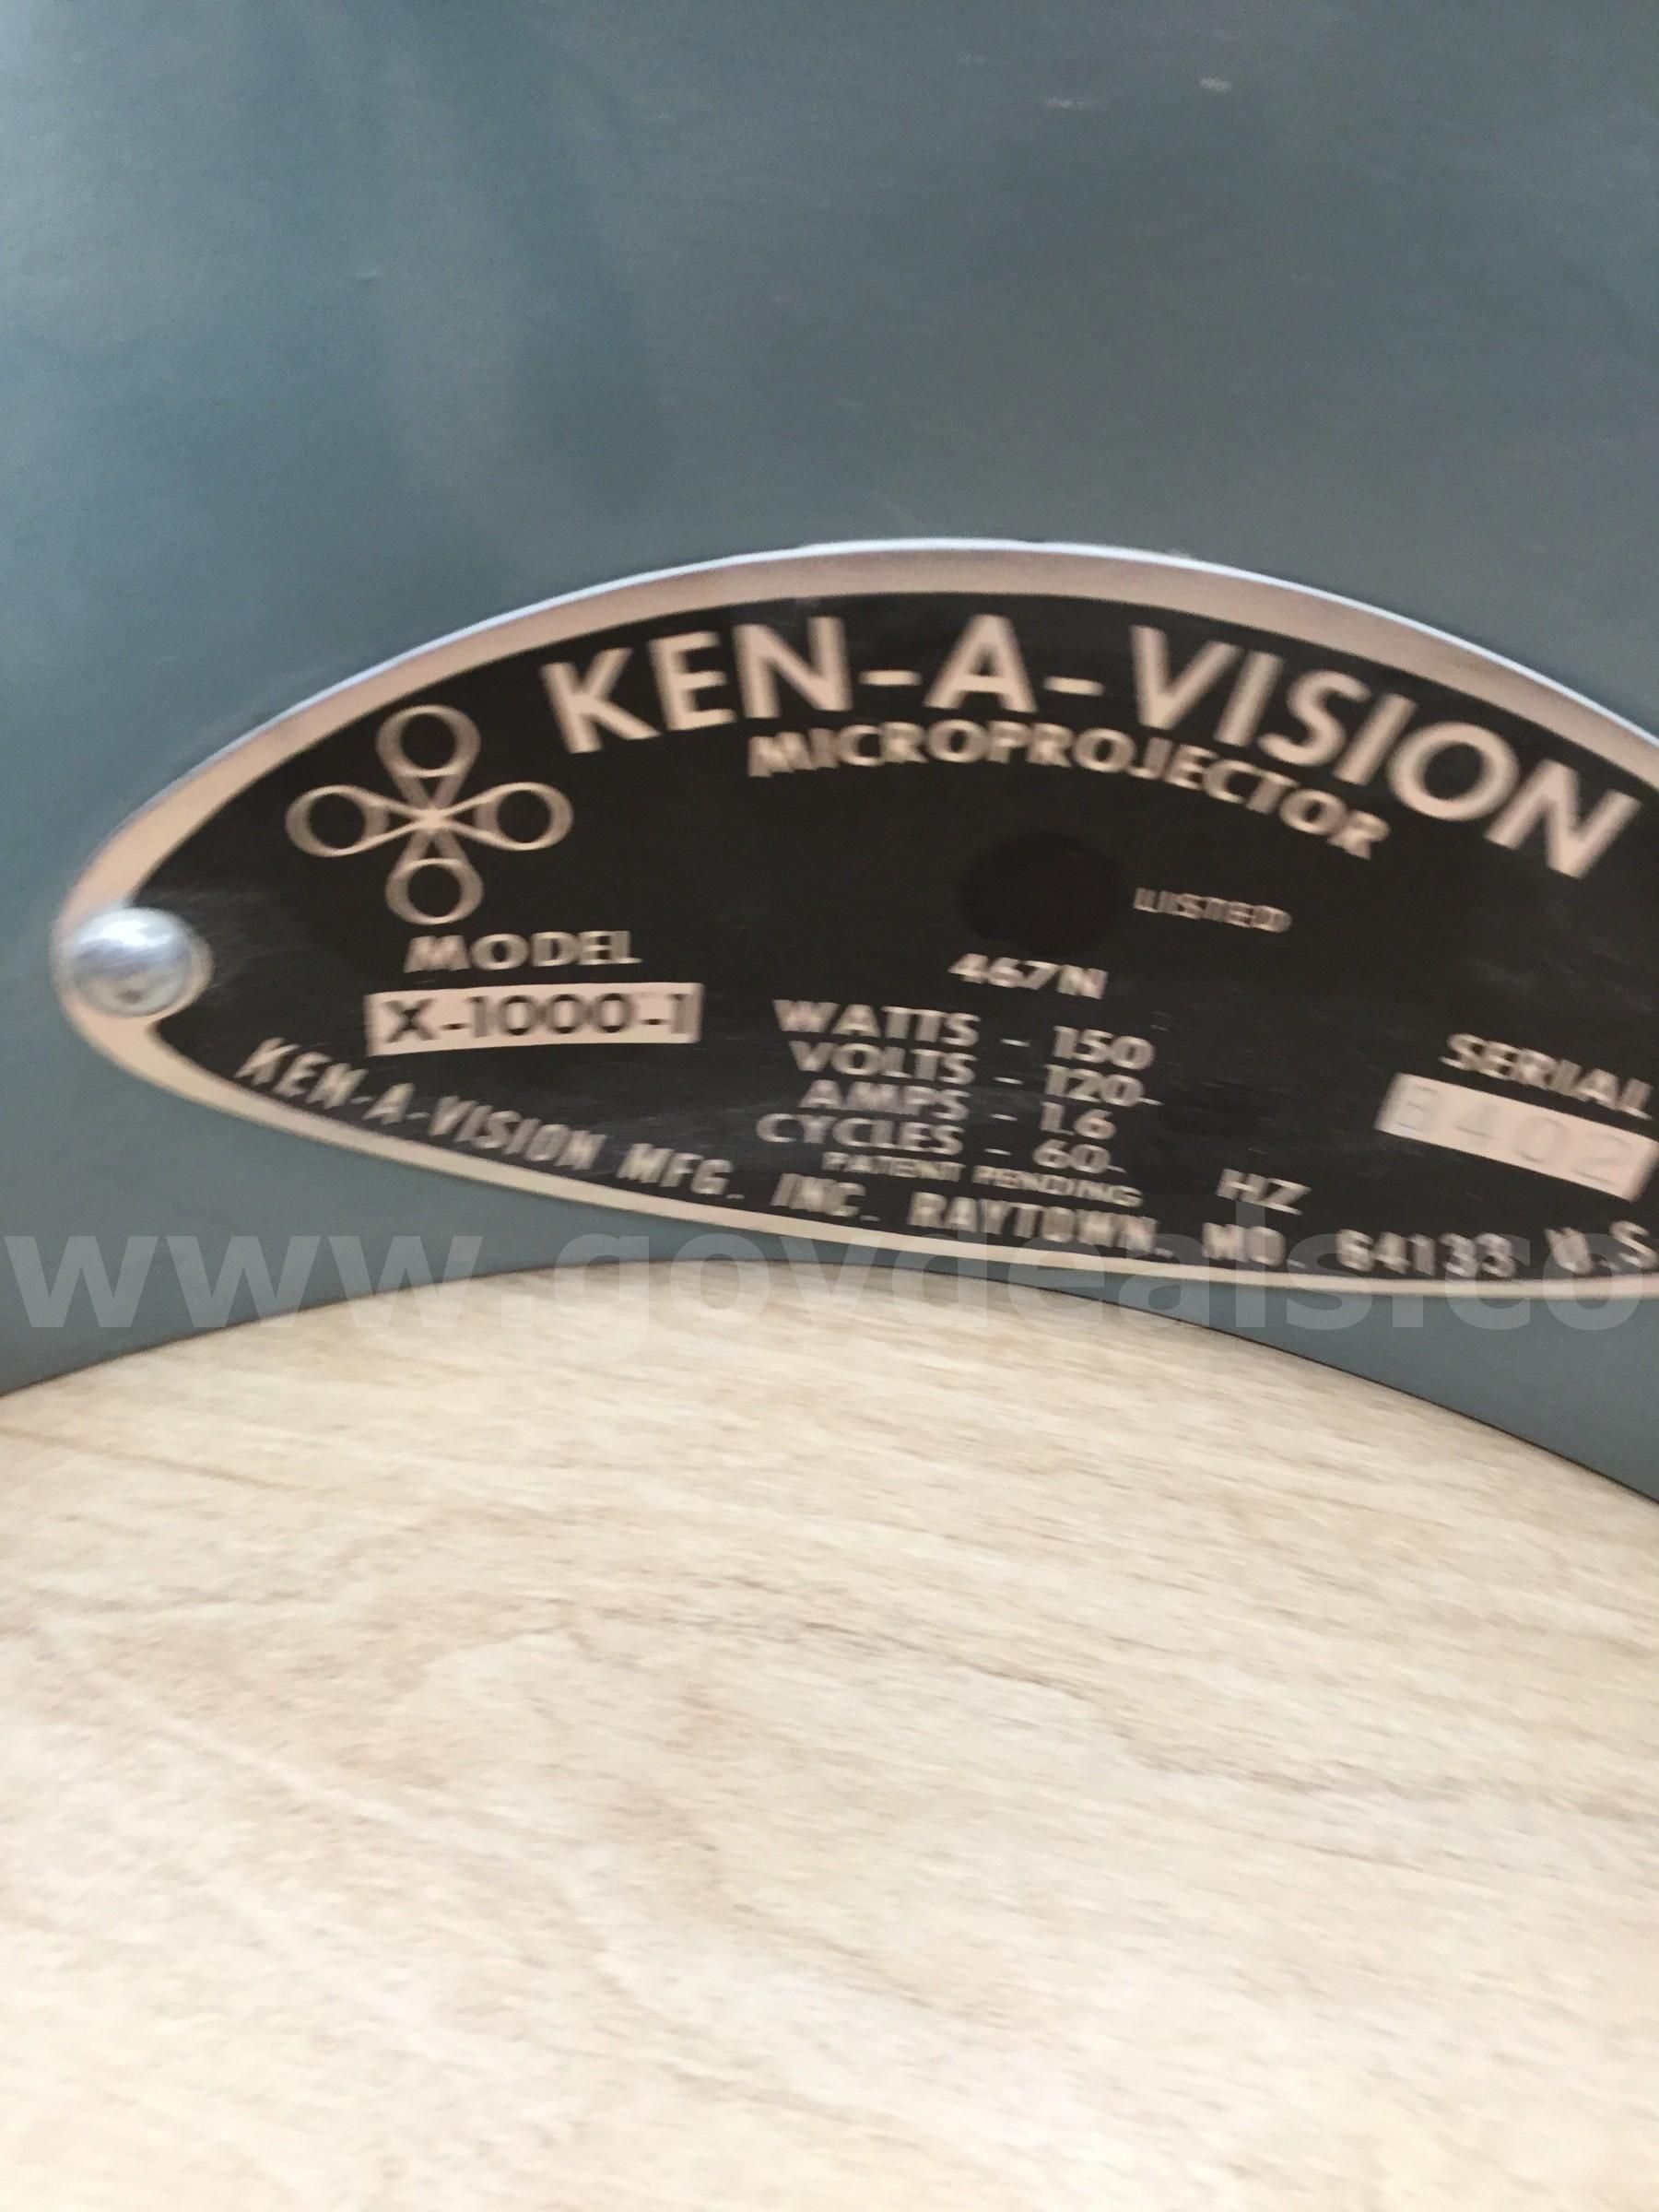 KEN-A-VISION
MICROPROJECTOR
LISTED
467N
MODEL
X-1000-1
WATTS - 150
VOLTS - 120
AMPS - 1.6
CYCLES - 60
HZ
PATENT PENDING
SERIAL
KEN-A-VISION MFG. INC. RAYTOWN, MO. 64133 U.S
www.govdeals.co